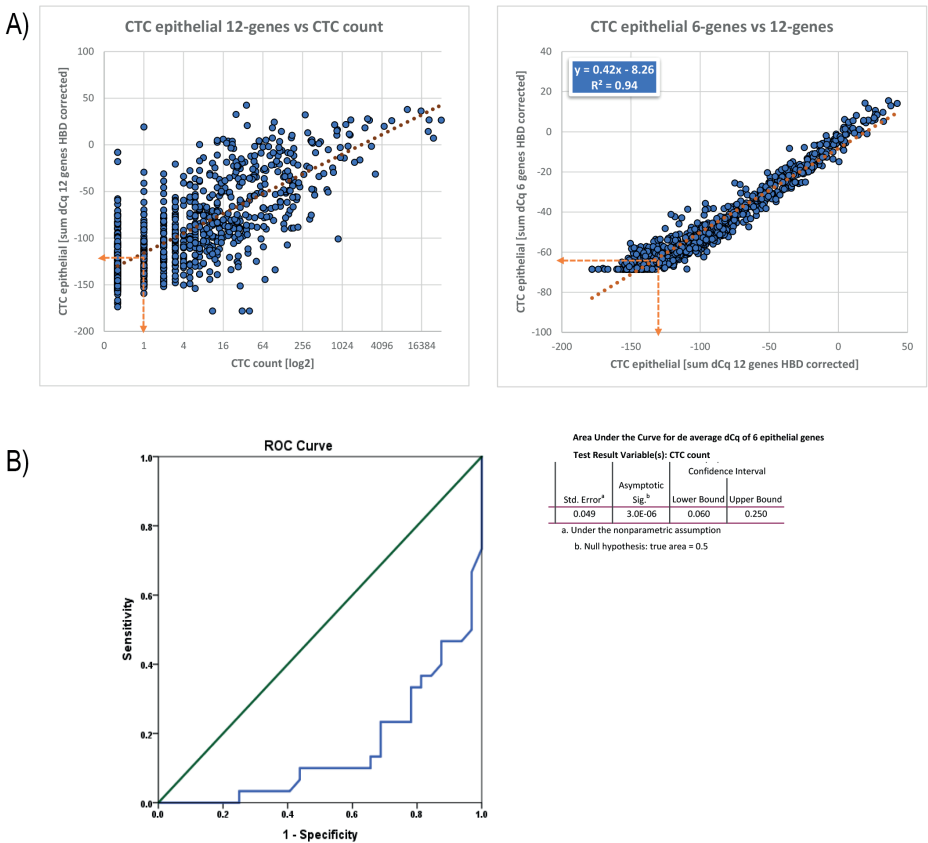 A)
CTC epithelial 12-genes vs CTC count
CTC epithelial [sum dCq 12 genes HBD corrected]
100
50
0
-50
-100
-150
-200
0 1 4 16 64 256 1024 4096 16384
CTC count [log2]
CTC epithelial 6-genes vs 12-genes
y = 0.42x - 8.26
R² = 0.94
CTC epithelial [sum dCq 6 genes HBD corrected]
40
20
0
-20
-40
-60
-80
-100
-200 -150 -100 -50 0 50
CTC epithelial [sum dCq 12 genes HBD corrected]
B)
ROC Curve
Sensitivity
1.0
0.8
0.6
0.4
0.2
0.0
0.0 0.2 0.4 0.6 0.8 1.0
1 - Specificity
Area Under the Curve for de average dCq of 6 epithelial genes
Test Result Variable(s): CTC count
Confidence Interval
Std. Errorᵃ Asymptotic Sig.ᵇ Lower Bound Upper Bound
0.049 3.0E-06 0.060 0.250
a. Under the nonparametric assumption
b. Null hypothesis: true area = 0.5